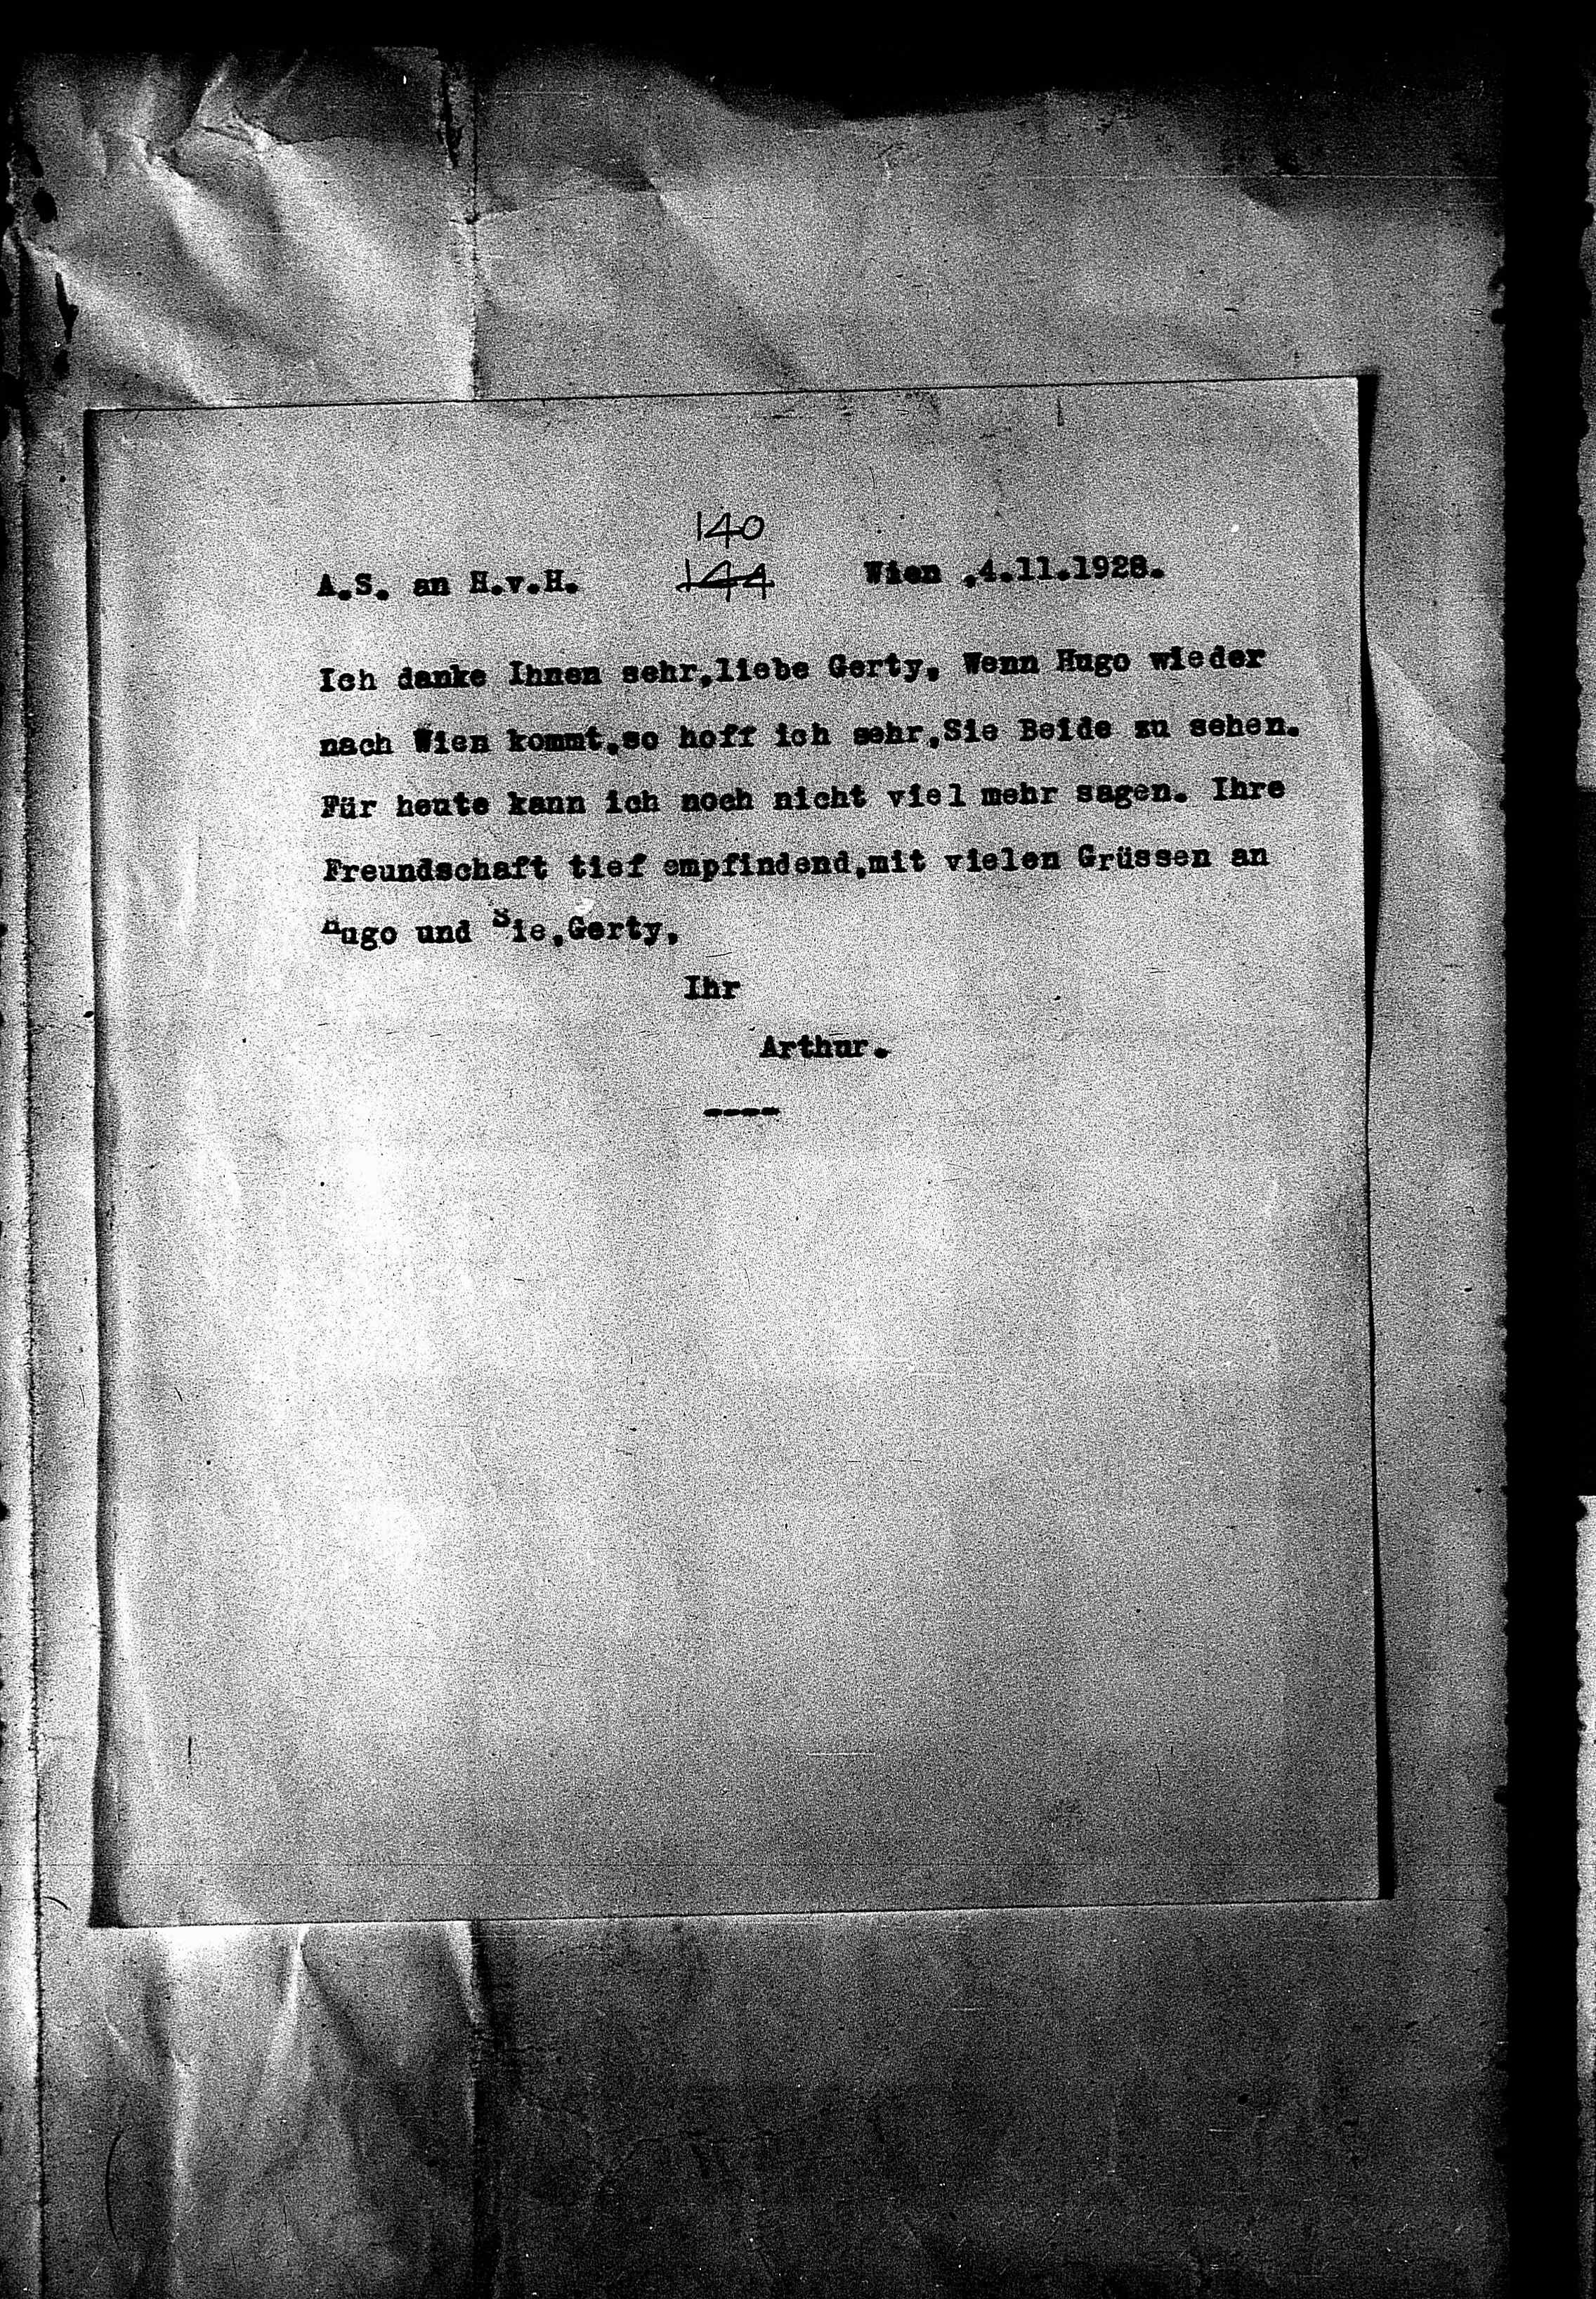 140
A.S. an H.v.H. 144 Wien ,4.11.1928.
Ich danke Ihnen sehr,liebe Gerty, Wenn Hugo wieder
nach Wien kommt,so hoff ich sehr,Sie Beide zu sehen.
Für heute kann ich noch nicht viel mehr sagen. Ihre
Freundschaft tief empfindend,mit vielen Grüssen an
Hugo und Sie,Gerty,
Ihr
Arthur.
----